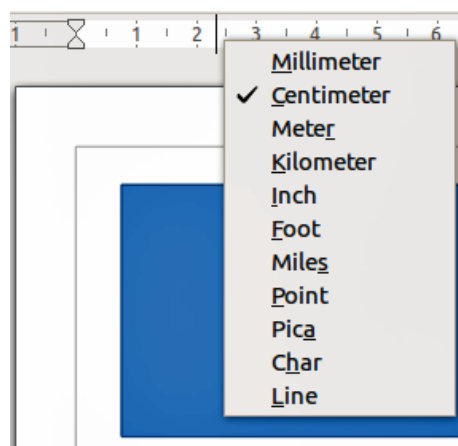 1 1 2 3 4 5 6
Millimeter
Centimeter
Meter
Kilometer
Inch
Foot
Miles
Point
Pica
Char
Line